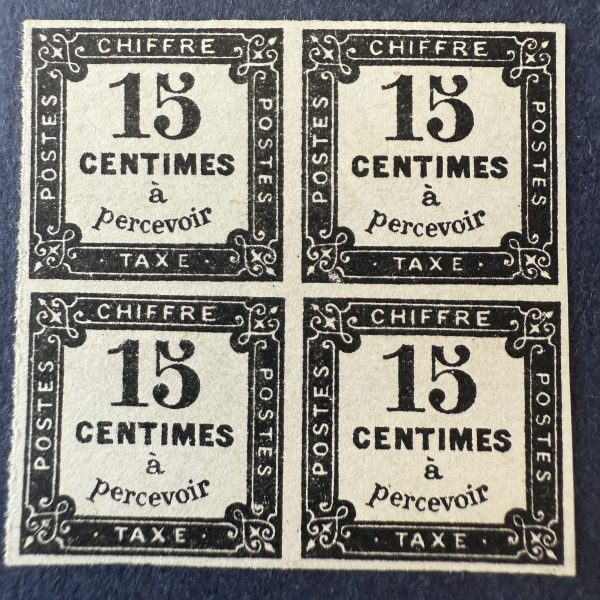 CHIFFRE
POSTES
15
CENTIMES
à
percevoir
POSTES
TAXE
CHIFFRE
POSTES
15
CENTIMES
à
percevoir
POSTES
TAXE
CHIFFRE
POSTES
15
CENTIMES
à
percevoir
POSTES
TAXE
CHIFFRE
POSTES
15
CENTIMES
à
percevoir
POSTES
TAXE